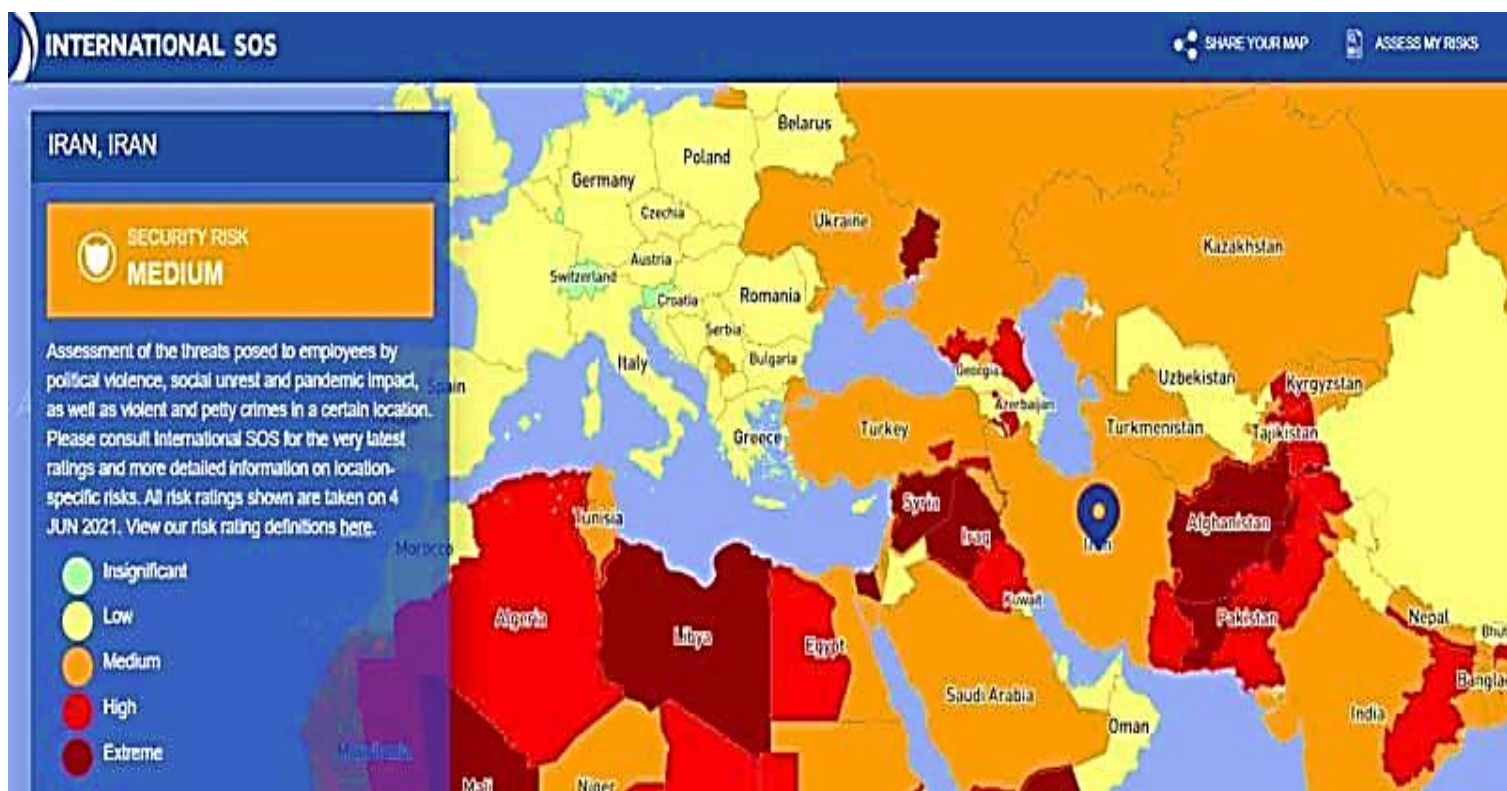 INTERNATIONAL SOS
SHARE YOUR MAP
ASSESS MY RISKS
IRAN, IRAN
SECURITY RISK
MEDIUM
Assessment of the threats posed to employees by
political violence, social unrest and pandemic impact,
as well as violent and petty crimes in a certain location.
Please consult International SOS for the very latest
ratings and more detailed information on location-
specific risks. All risk ratings shown are taken on 4
JUN 2021. View our risk rating definitions here.
Insignificant
Low
Medium
High
Extreme
Belarus
Poland
Germany
Czechia
Ukraine
Kazakhstan
Austria
Switzerland
Croatia
Romania
Serbia
Bulgaria
Italy
Spain
Georgia
Uzbekistan
Kyrgyzstan
Azerbaijan
Turkey
Turkmenistan
Tajikistan
Greece
Syria
Afghanistan
Tunisia
Iraq
Iran
Morocco
Kuwait
Algeria
Libya
Egypt
Pakistan
Nepal
Bhu
Bangla
Saudi Arabia
Oman
India
Mali
Niger